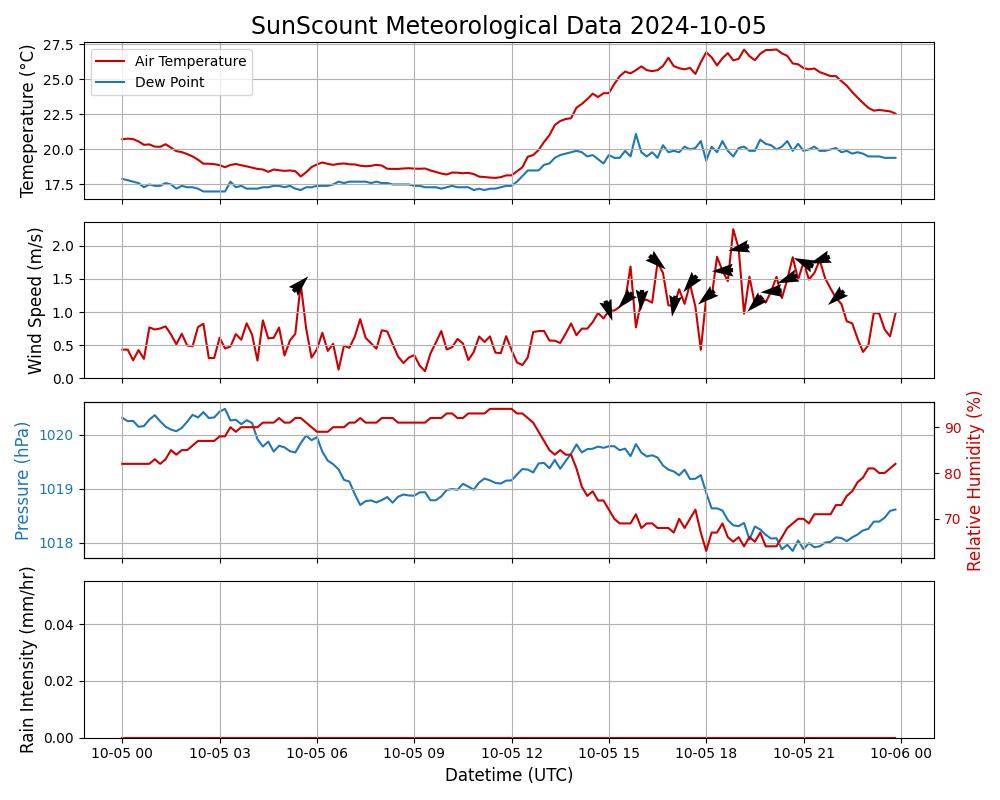 SunScount Meteorological Data 2024-10-05
Temeperature (°C)
27.5
25.0
22.5
20.0
17.5
Air Temperature
Dew Point
Wind Speed (m/s)
2.0
1.5
1.0
0.5
0.0
Pressure (hPa)
1020
1019
1018
90
80
70
Relative Humidity (%)
Rain Intensity (mm/hr)
0.04
0.02
0.00
10-05 00 10-05 03 10-05 06 10-05 09 10-05 12 10-05 15 10-05 18 10-05 21 10-06 00
Datetime (UTC)